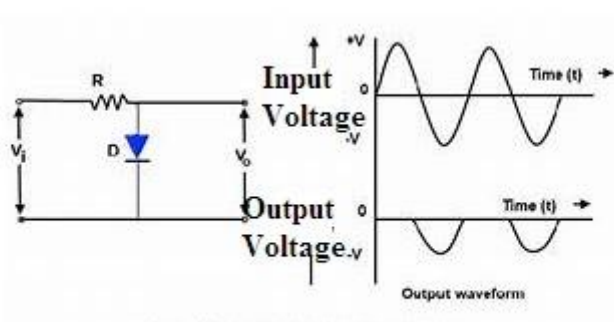 R
D
Vi
Vo
Input
Voltage
+V
0
-V
Time (t)
Output
Voltage
0
-V
Time (t)
Output waveform